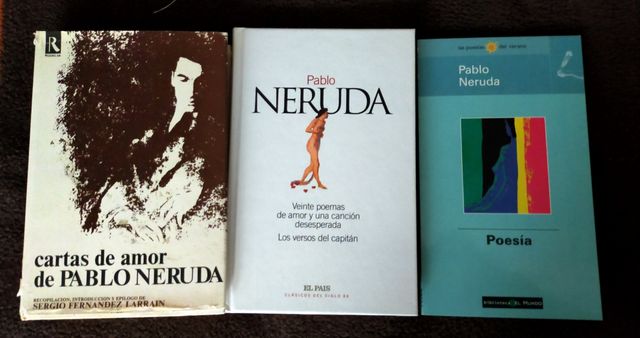 R
cartas de amor
de PABLO NERUDA
RECOPILACION, INTRODUCCION Y EPILOGO DE
SERGIO FERNANDEZ LARRAIN
Pablo
NERUDA
Veinte poemas
de amor y una canción
desesperada
Los versos del capitán
EL PAIS
CLÁSICOS DEL SIGLO XX
las poesías del verano
Pablo
Neruda
Poesía
biblioteca EL MUNDO